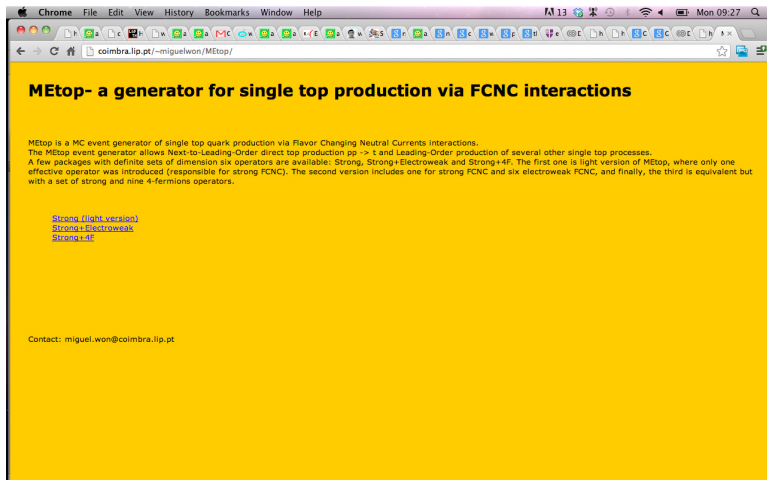 Chrome File Edit View History Bookmarks Window Help 13 Mon 09:27
coimbra.lip.pt/~miguelwon/MEtop/
MEtop- a generator for single top production via FCNC interactions
MEtop is a MC event generator of single top quark production via Flavor Changing Neutral Currents interactions.
The MEtop event generator allows Next-to-Leading-Order direct top production pp -> t and Leading-Order production of several other single top processes.
A few packages with definite sets of dimension six operators are available: Strong, Strong+Electroweak and Strong+4F. The first one is light version of MEtop, where only one
effective operator was introduced (responsible for strong FCNC). The second version includes one for strong FCNC and six electroweak FCNC, and finally, the third is equivalent but
with a set of strong and nine 4-fermions operators.
Strong (light version)
Strong+Electroweak
Strong+4F
Contact: miguel.won@coimbra.lip.pt